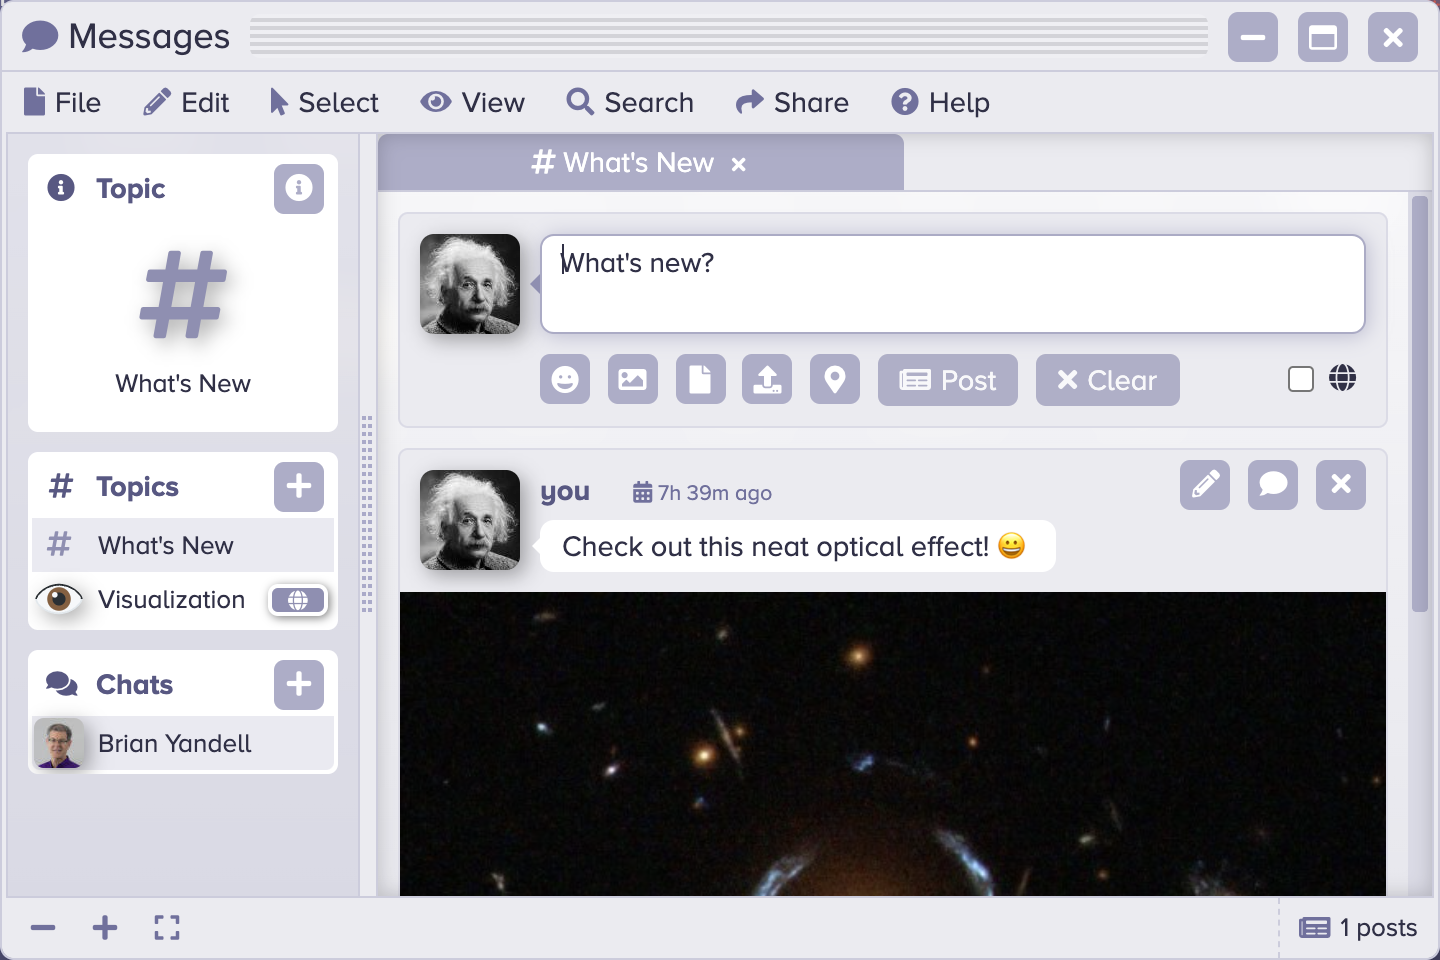 Messages
File Edit Select View Search Share Help
Topic
What's New
Topics
What's New
Visualization
Chats
Brian Yandell
What's New
What's new?
Post Clear
you 7h 39m ago
Check out this neat optical effect! 😀
1 posts